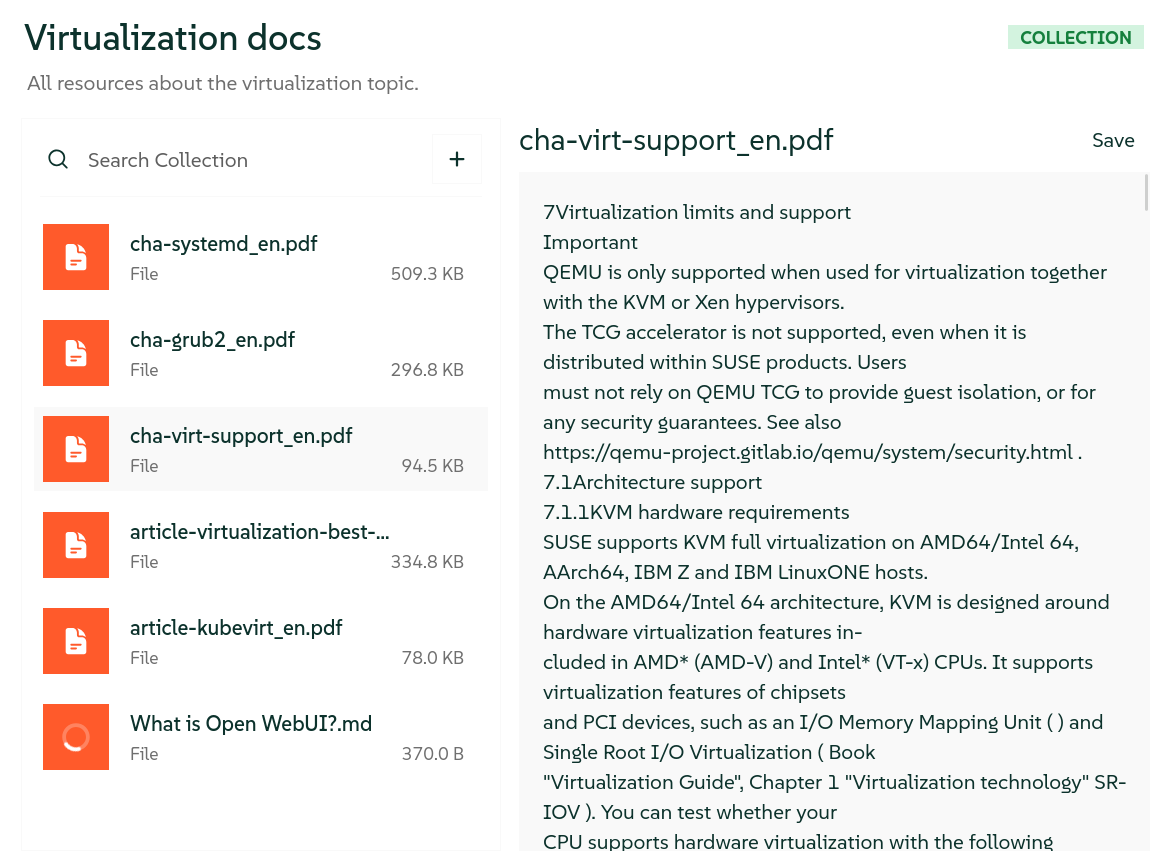 Virtualization docs
COLLECTION
All resources about the virtualization topic.
Search Collection
+
cha-systemd_en.pdf
File
509.3 KB
cha-grub2_en.pdf
File
296.8 KB
cha-virt-support_en.pdf
File
94.5 KB
article-virtualization-best-...
File
334.8 KB
article-kubevirt_en.pdf
File
78.0 KB
What is Open WebUI?.md
File
370.0 B
cha-virt-support_en.pdf
Save
7Virtualization limits and support
Important
QEMU is only supported when used for virtualization together
with the KVM or Xen hypervisors.
The TCG accelerator is not supported, even when it is
distributed within SUSE products. Users
must not rely on QEMU TCG to provide guest isolation, or for
any security guarantees. See also
https://qemu-project.gitlab.io/qemu/system/security.html .
7.1Architecture support
7.1.1KVM hardware requirements
SUSE supports KVM full virtualization on AMD64/Intel 64,
AArch64, IBM Z and IBM LinuxONE hosts.
On the AMD64/Intel 64 architecture, KVM is designed around
hardware virtualization features in-
cluded in AMD* (AMD-V) and Intel* (VT-x) CPUs. It supports
virtualization features of chipsets
and PCI devices, such as an I/O Memory Mapping Unit ( ) and
Single Root I/O Virtualization ( Book
"Virtualization Guide", Chapter 1 "Virtualization technology" SR-
IOV ). You can test whether your
CPU supports hardware virtualization with the following